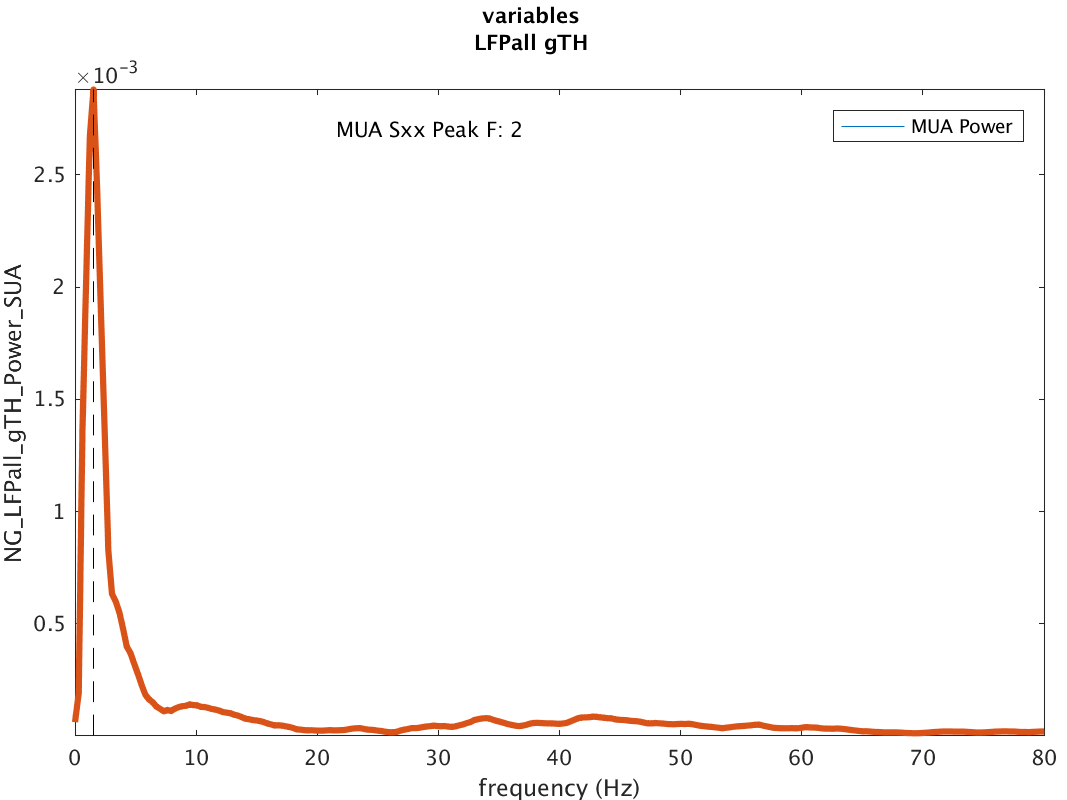 variables
LFPall gTH
×10⁻³
MUA Sxx Peak F: 2
MUA Power
2.5
2
1.5
1
0.5
NG_LFPall_gTH_Power_SUA
0 10 20 30 40 50 60 70 80
frequency (Hz)